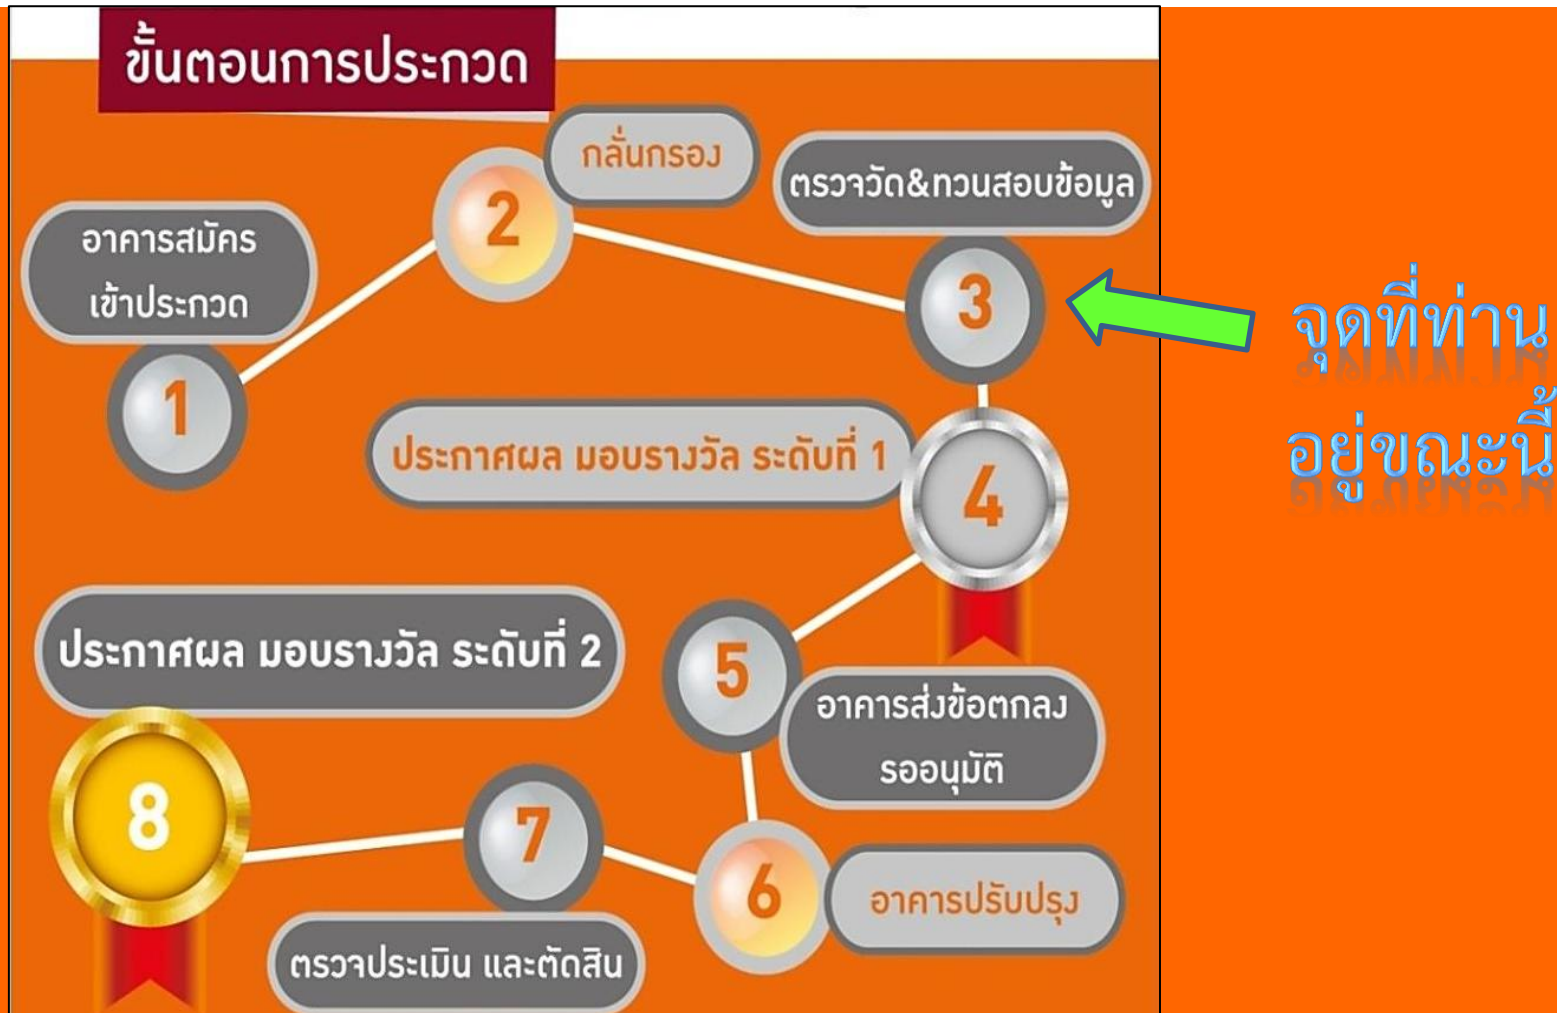 ขั้นตอนการประกวด
1
อาคารสมัคร
เข้าประกวด
2
กลั่นกรอง
3
ตรวจวัด&ทวนสอบข้อมูล
จุดที่ท่าน
อยู่ขณะนี้
4
ประกาศผล มอบรางวัล ระดับที่ 1
5
อาคารส่งข้อตกลง
รออนุมัติ
6
อาคารปรับปรุง
7
ตรวจประเมิน และตัดสิน
8
ประกาศผล มอบรางวัล ระดับที่ 2